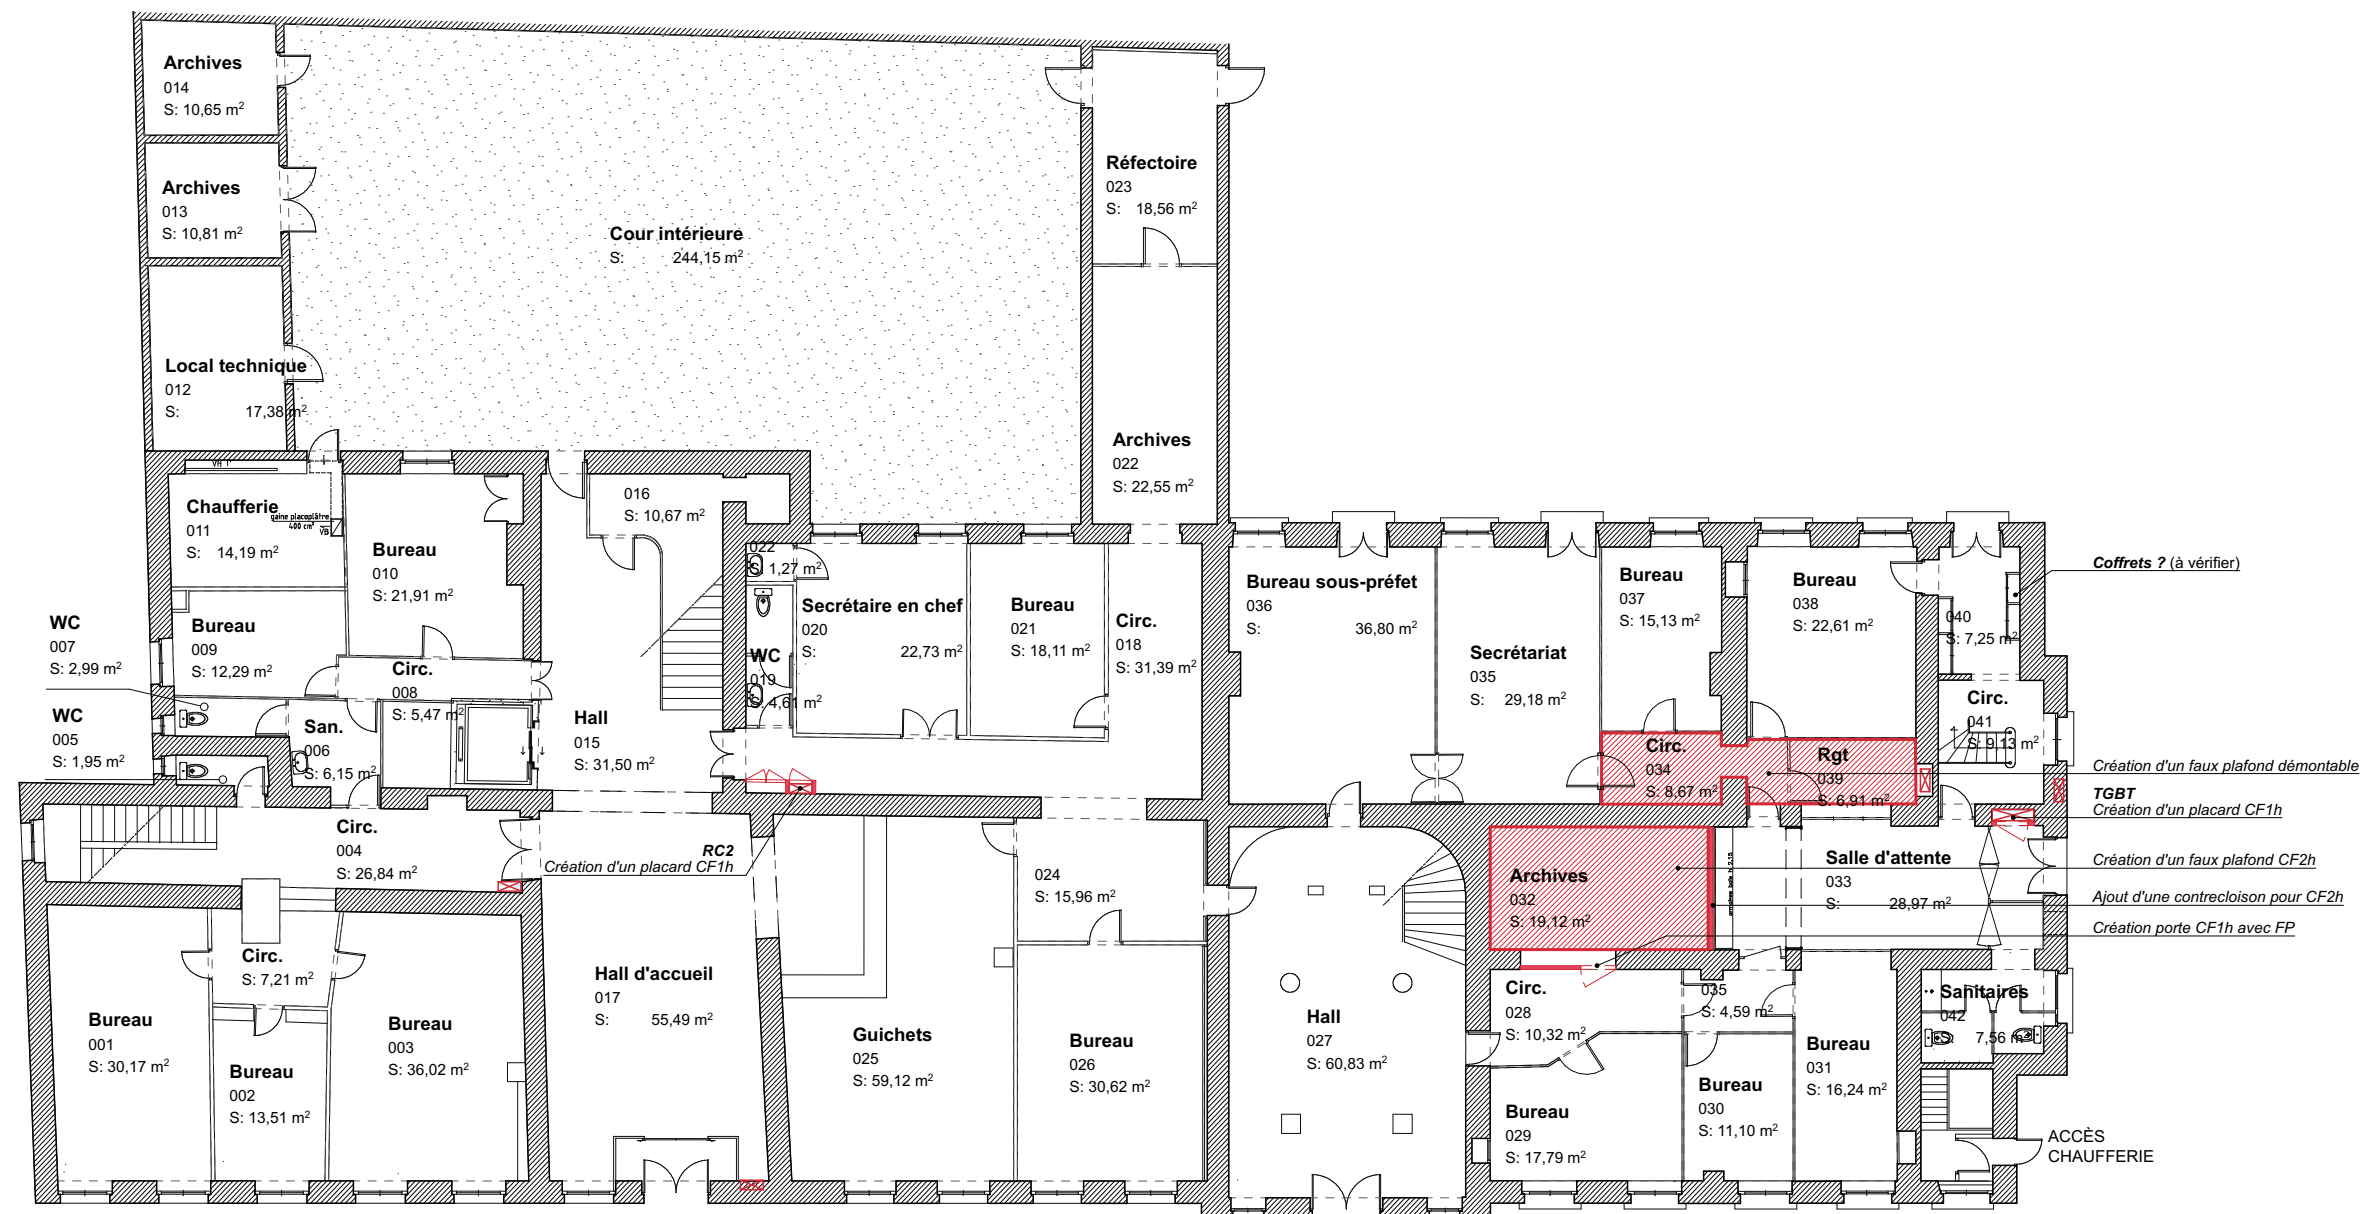 Archives
014
S: 10,65 m²
Archives
013
S: 10,81 m²
Local technique
012
S: 17,38 m²
Cour intérieure
S: 244,15 m²
Réfectoire
023
S: 18,56 m²
Archives
022
S: 22,55 m²
VH 1°
Chaufferie
011
S: 14,19 m²
gaine placoplâtre
400 cm²
VB
Bureau
010
S: 21,91 m²
Bureau
009
S: 12,29 m²
WC
007
S: 2,99 m²
WC
005
S: 1,95 m²
Circ.
008
S: 5,47 m²
San.
006
S: 6,15 m²
016
S: 10,67 m²
Hall
015
S: 31,50 m²
022
S: 1,27 m²
WC
019
S: 4,61 m²
Secrétaire en chef
020
S: 22,73 m²
Bureau
021
S: 18,11 m²
Circ.
018
S: 31,39 m²
Bureau sous-préfet
036
S: 36,80 m²
Secrétariat
035
S: 29,18 m²
Bureau
037
S: 15,13 m²
Bureau
038
S: 22,61 m²
040
S: 7,25 m²
Circ.
041
S: 9,13 m²
Circ.
034
S: 8,67 m²
Rgt
039
S: 6,91 m²
Coffrets ? (à vérifier)
Création d'un faux plafond démontable
TGBT
Création d'un placard CF1h
Création d'un faux plafond CF2h
Ajout d'une contrecloison pour CF2h
Création porte CF1h avec FP
Circ.
004
S: 26,84 m²
RC2
Création d'un placard CF1h
024
S: 15,96 m²
Archives
032
S: 19,12 m²
Salle d'attente
033
S: 28,97 m²
Circ.
S: 7,21 m²
Bureau
001
S: 30,17 m²
Bureau
002
S: 13,51 m²
Bureau
003
S: 36,02 m²
Hall d'accueil
017
S: 55,49 m²
Guichets
025
S: 59,12 m²
Bureau
026
S: 30,62 m²
Hall
027
S: 60,83 m²
Circ.
028
S: 10,32 m²
035
S: 4,59 m²
Bureau
029
S: 17,79 m²
Bureau
030
S: 11,10 m²
Bureau
031
S: 16,24 m²
Sanitaires
042
S: 7,56 m²
ACCÈS
CHAUFFERIE